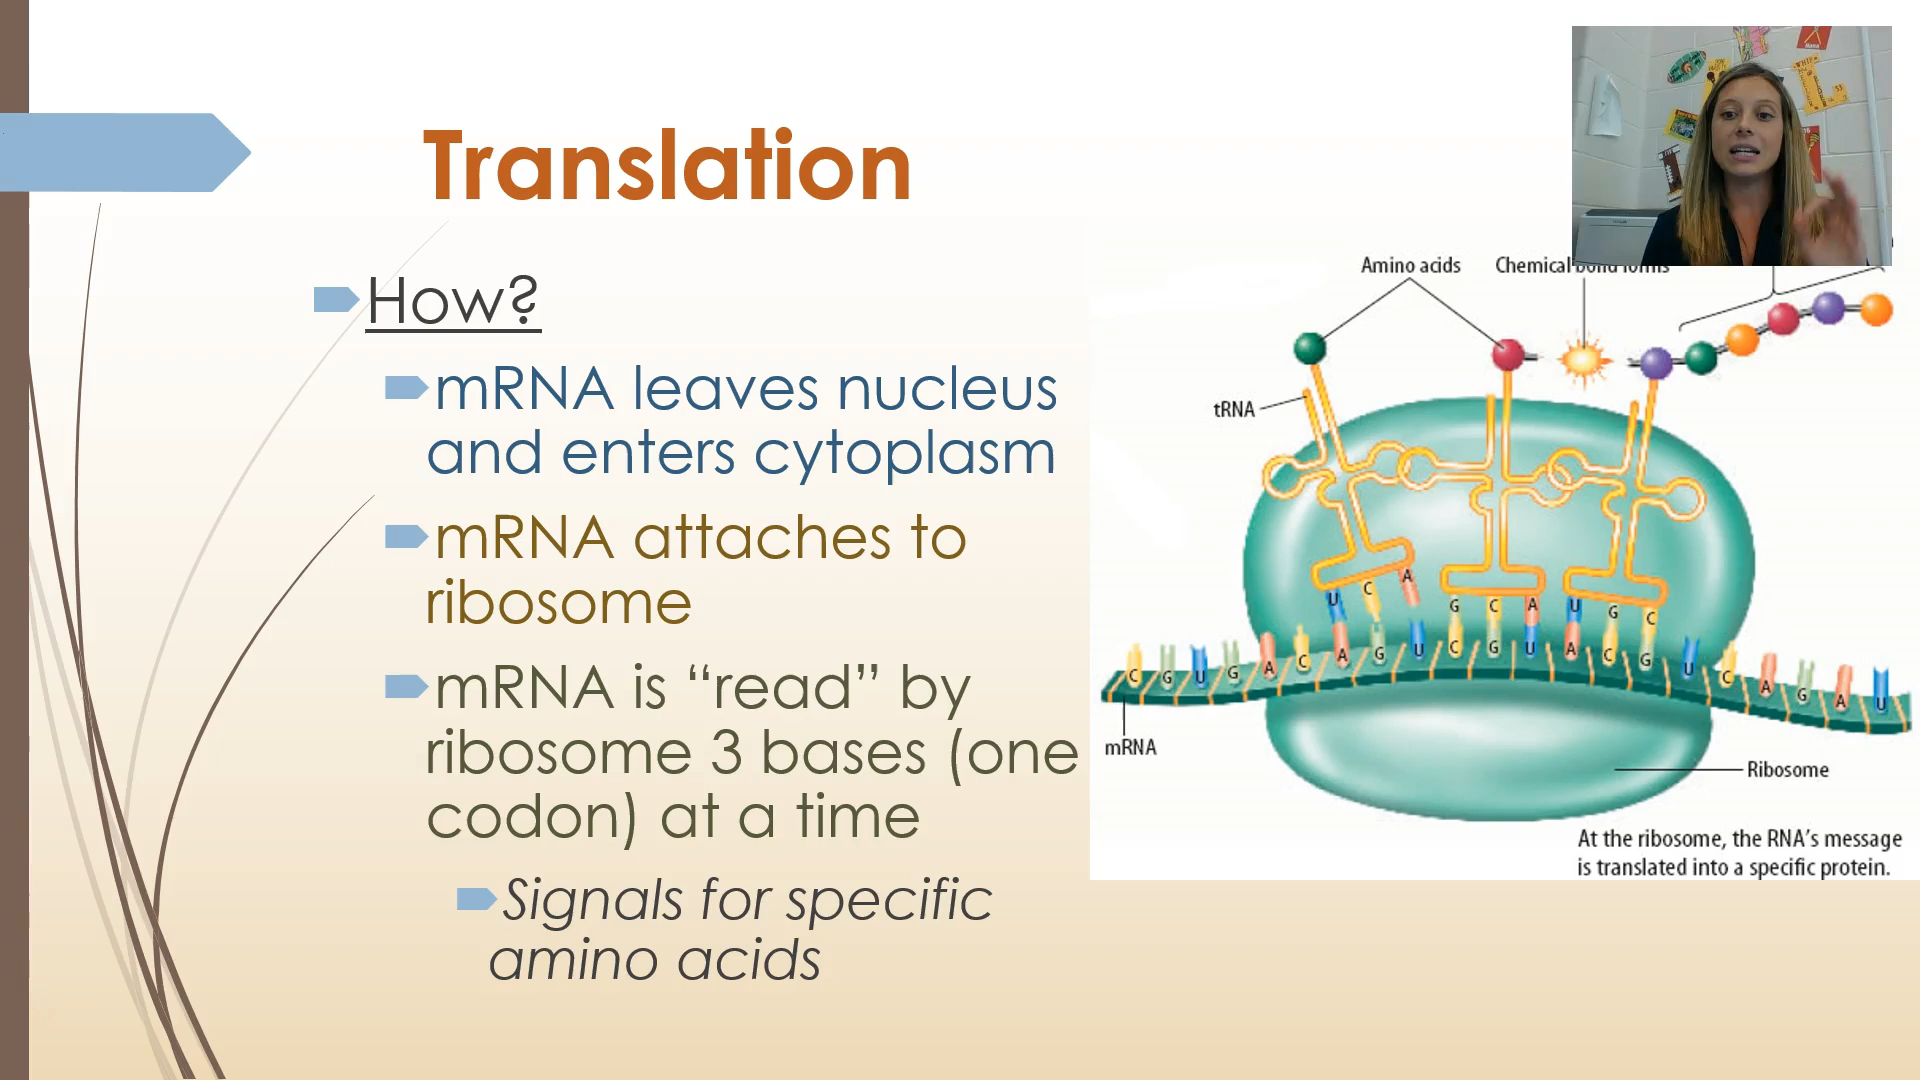 Translation
How?
mRNA leaves nucleus
and enters cytoplasm
mRNA attaches to
ribosome
mRNA is “read” by
ribosome 3 bases (one
codon) at a time
Signals for specific
amino acids
Amino acids
Chemical bond forms
tRNA
U C A G C A U G C
C G U G A C A G U C G U A C G U C A G A U
mRNA
Ribosome
At the ribosome, the RNA’s message
is translated into a specific protein.